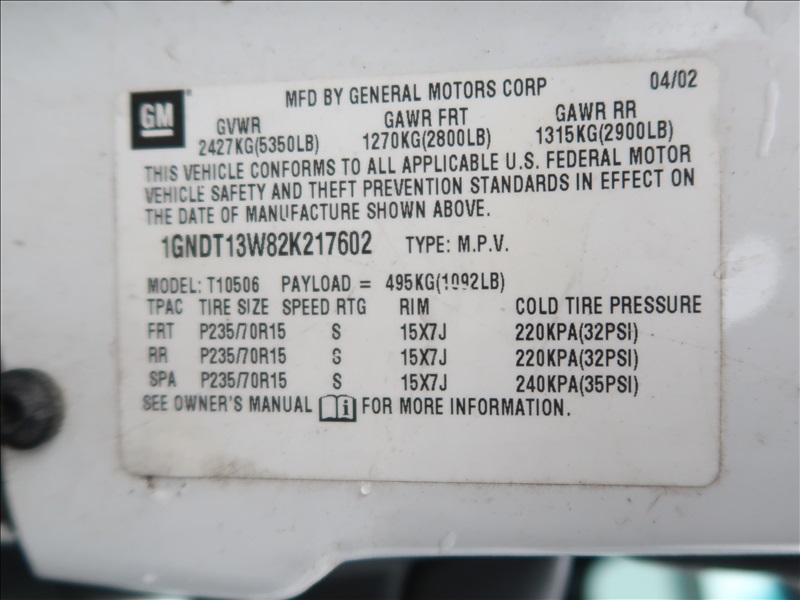 GM
MFD BY GENERAL MOTORS CORP 04/02
GVWR GAWR FRT GAWR RR
2427KG(5350LB) 1270KG(2800LB) 1315KG(2900LB)
THIS VEHICLE CONFORMS TO ALL APPLICABLE U.S. FEDERAL MOTOR
VEHICLE SAFETY AND THEFT PREVENTION STANDARDS IN EFFECT ON
THE DATE OF MANUFACTURE SHOWN ABOVE.
1GNDT13W82K217602 TYPE: M.P.V.
MODEL: T10506 PAYLOAD = 495KG(1092LB)
TPAC TIRE SIZE SPEED RTG RIM COLD TIRE PRESSURE
FRT P235/70R15 S 15X7J 220KPA(32PSI)
RR P235/70R15 S 15X7J 220KPA(32PSI)
SPA P235/70R15 S 15X7J 240KPA(35PSI)
SEE OWNER'S MANUAL i FOR MORE INFORMATION.